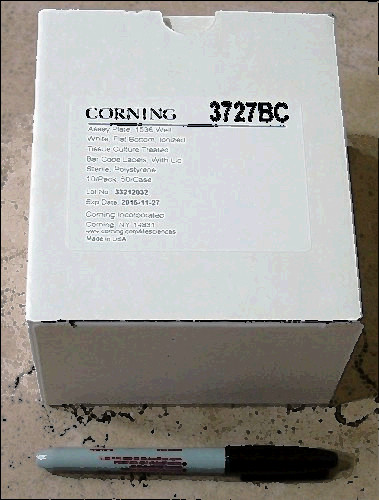 CORNING 3727BC
Assay Plate, 1536 Well
White, Flat Bottom, Ionized
Tissue Culture Treated
Bar Code Labels, With Lid
Sterile, Polystyrene
10/Pack, 50/Case
Lot No. 33212032
Exp Date: 2015-11-27
Corning Incorporated
Corning, NY 14831
www.corning.com/lifesciences
Made in USA